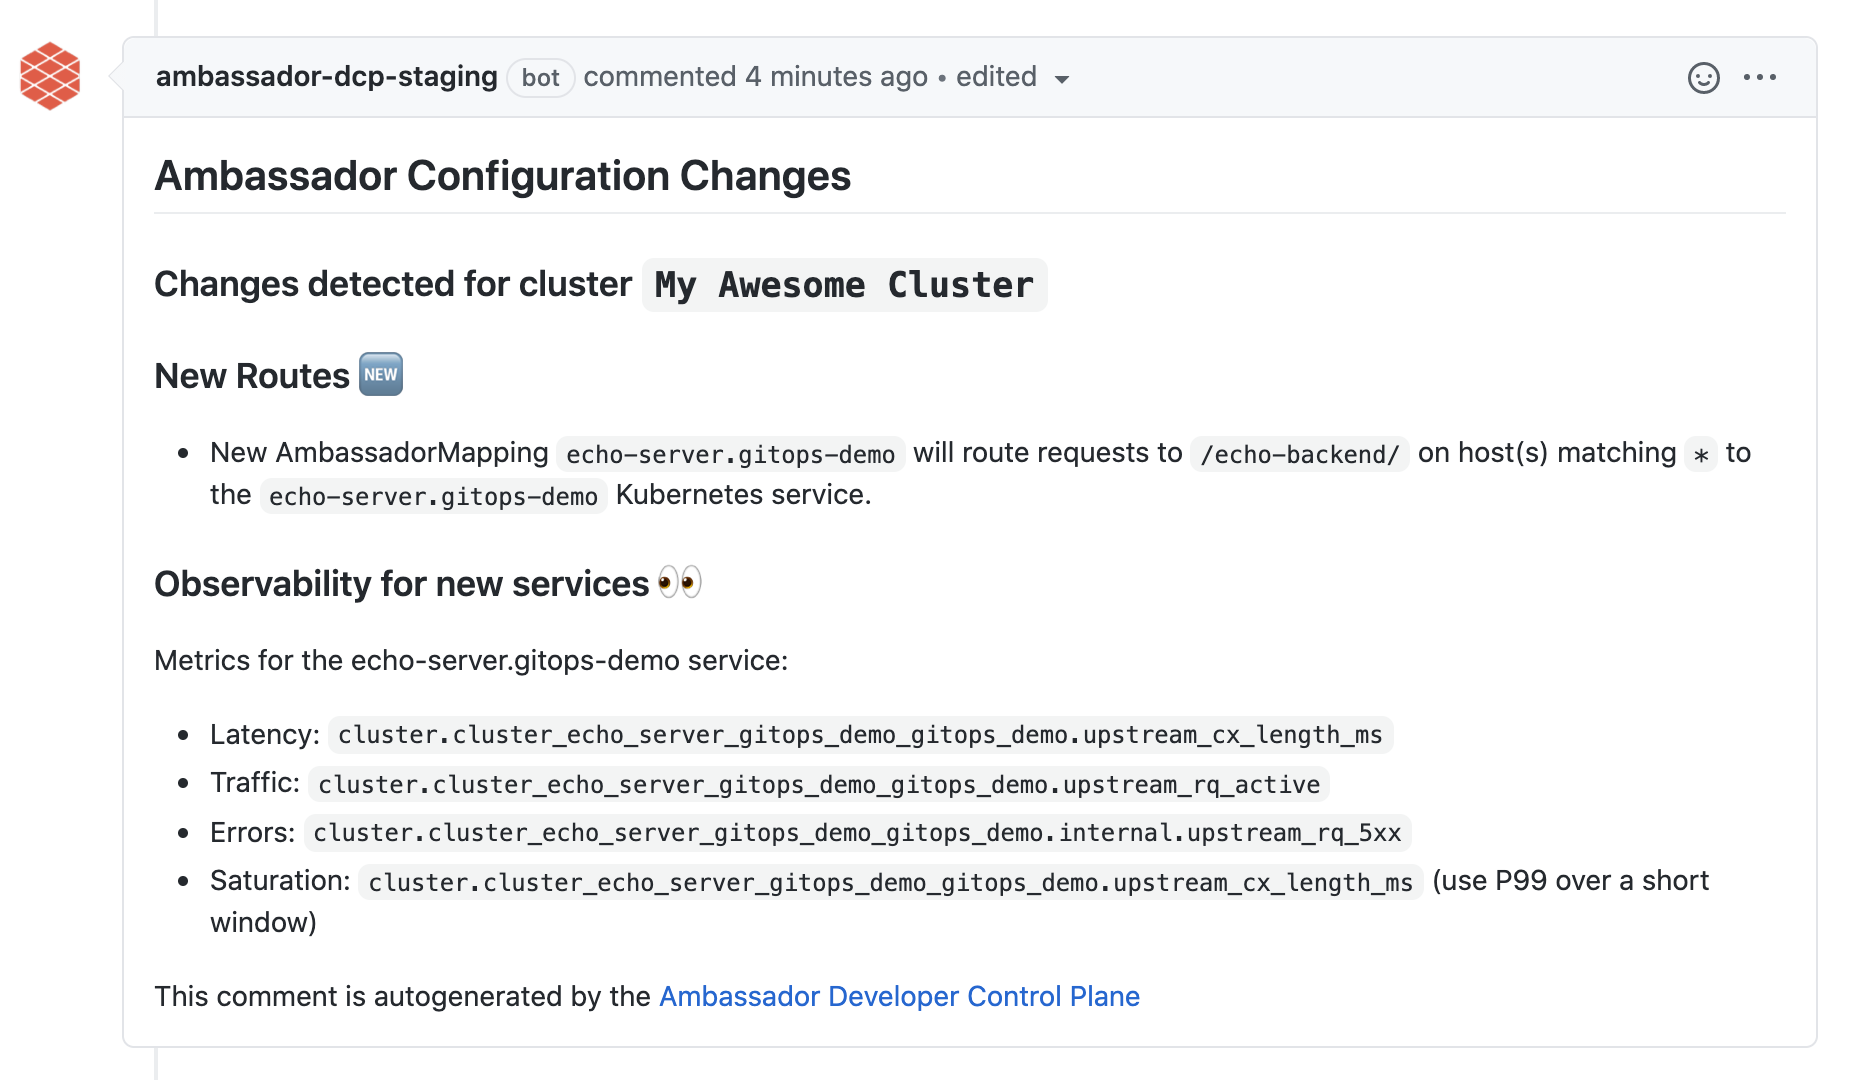 ambassador-dcp-staging bot commented 4 minutes ago • edited
Ambassador Configuration Changes
Changes detected for cluster My Awesome Cluster
New Routes NEW
• New AmbassadorMapping echo-server.gitops-demo will route requests to /echo-backend/ on host(s) matching * to
the echo-server.gitops-demo Kubernetes service.
Observability for new services 👀
Metrics for the echo-server.gitops-demo service:
• Latency: cluster.cluster_echo_server_gitops_demo_gitops_demo.upstream_cx_length_ms
• Traffic: cluster.cluster_echo_server_gitops_demo_gitops_demo.upstream_rq_active
• Errors: cluster.cluster_echo_server_gitops_demo_gitops_demo.internal.upstream_rq_5xx
• Saturation: cluster.cluster_echo_server_gitops_demo_gitops_demo.upstream_cx_length_ms (use P99 over a short
window)
This comment is autogenerated by the Ambassador Developer Control Plane